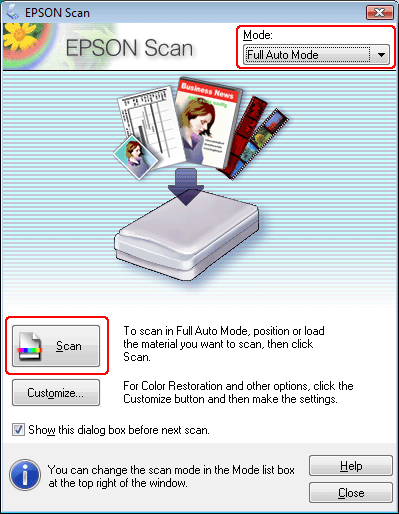 EPSON Scan
EPSON Scan
Mode:
Full Auto Mode
Business News
Scan
To scan in Full Auto Mode, position or load
the material you want to scan, then click
Scan.
Customize...
For Color Restoration and other options, click the
Customize button and then make the settings.
Show this dialog box before next scan.
You can change the scan mode in the Mode list box
at the top right of the window.
Help
Close